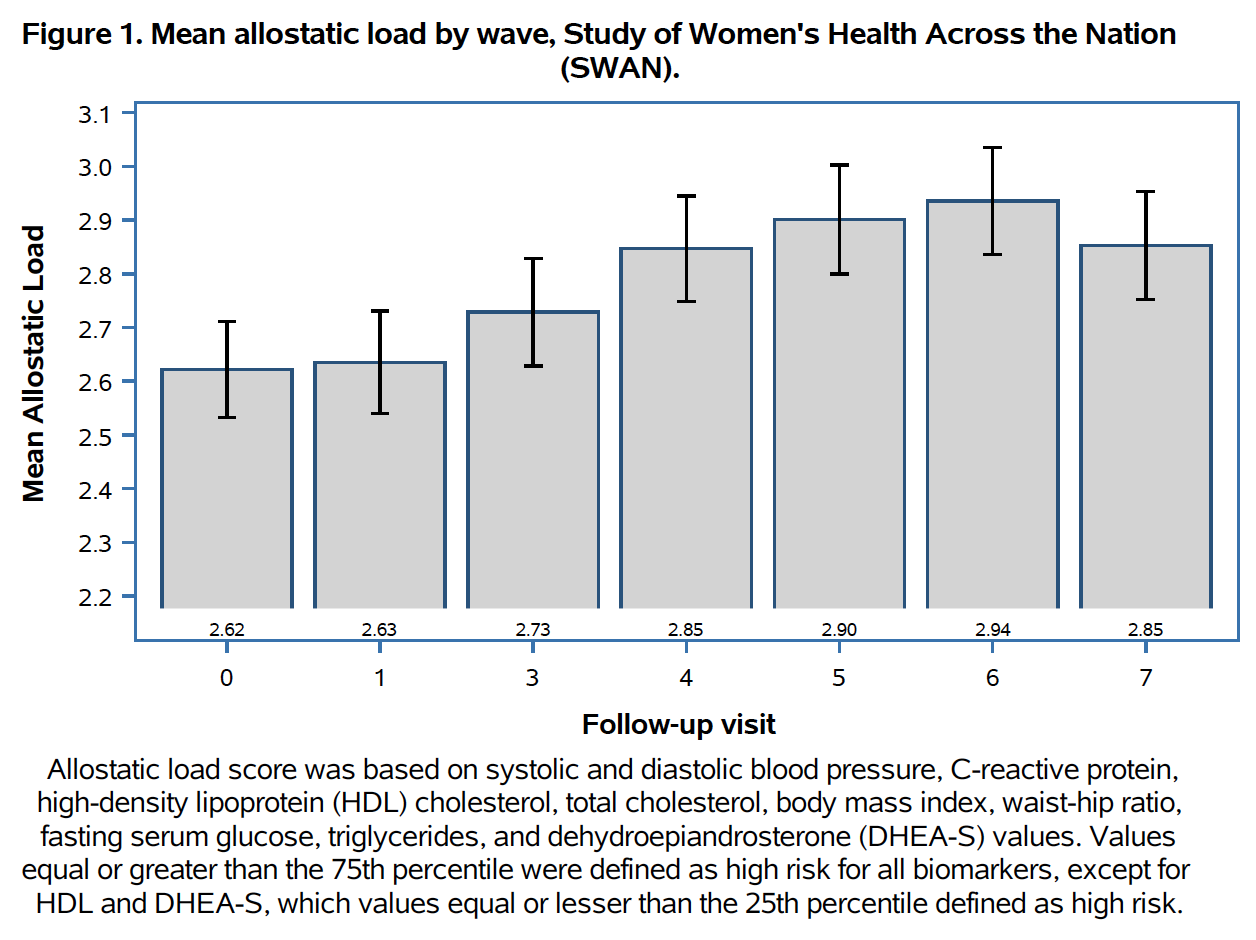 Figure 1. Mean allostatic load by wave, Study of Women's Health Across the Nation
(SWAN).
3.1
3.0
2.9
2.8
2.7
2.6
2.5
2.4
2.3
2.2
Mean Allostatic Load
2.62 2.63 2.73 2.85 2.90 2.94 2.85
0 1 3 4 5 6 7
Follow-up visit
Allostatic load score was based on systolic and diastolic blood pressure, C-reactive protein,
high-density lipoprotein (HDL) cholesterol, total cholesterol, body mass index, waist-hip ratio,
fasting serum glucose, triglycerides, and dehydroepiandrosterone (DHEA-S) values. Values
equal or greater than the 75th percentile were defined as high risk for all biomarkers, except for
HDL and DHEA-S, which values equal or lesser than the 25th percentile defined as high risk.